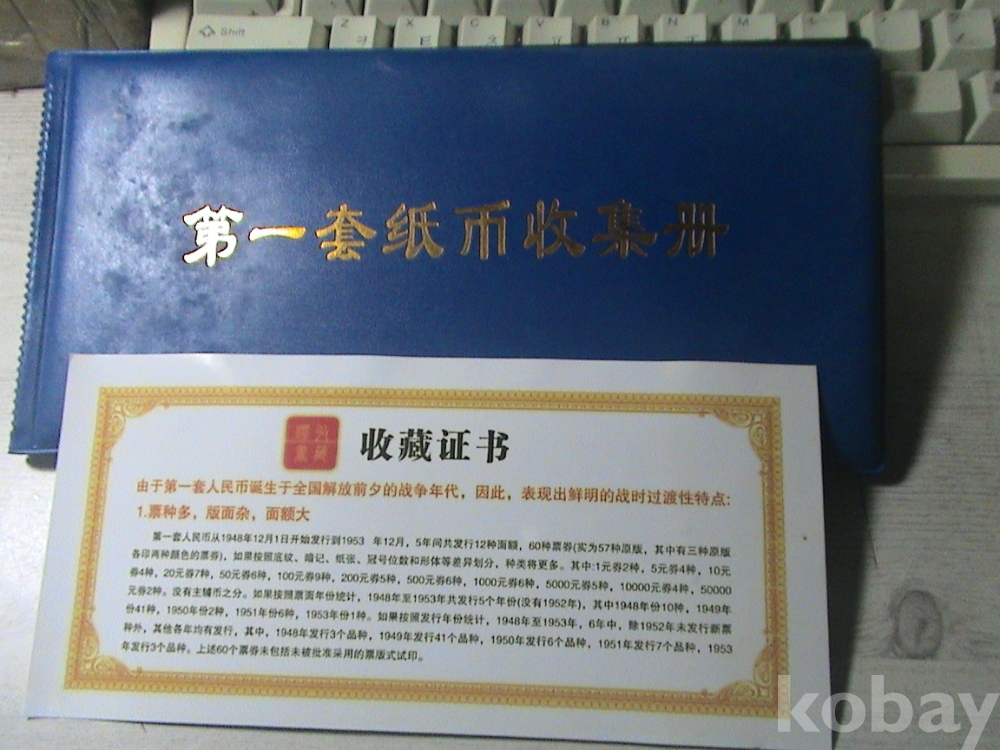 Shift
Z X C V B N M
ㅋ ㅌ ㅊ ㅍ
第一套纸币收集册
收藏证书
由于第一套人民币诞生于全国解放前夕的战争年代，因此，表现出鲜明的战时过渡性特点:
1.票种多，版面杂，面额大
第一套人民币从1948年12月1日开始发行到1953 年12月，5年间共发行12种面额，60种票券(实为57种原版，其中有三种原版
各印两种颜色的票券)，如果按照底纹、暗记、纸张、冠号位数和形体等差异划分，种类将更多。其中:1元券2种，5元券4种，10元
券4种，20元券7种，50元券6种，100元券9种，200元券5种，500元券6种，1000元券6种，5000元券5种，10000元券4种，50000
元券2种。没有主辅币之分。如果按照票面年份统计，1948年至1953年共发行5个年份(没有1952年)，其中1948年份10种，1949年
份41种，1950年份2种，1951年份6种，1953年份1种。如果按照发行年份统计，1948年至1953年，6年中，除1952年未发行新票
种外，其他各年均有发行，其中，1948年发行3个品种，1949年发行41个品种，1950年发行6个品种，1951年发行7个品种，1953
年发行3个品种。上述60个票券未包括未被批准采用的票版式试印。
kobay